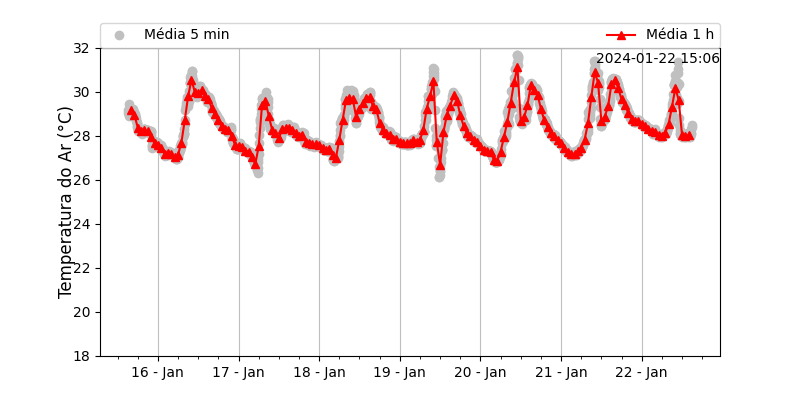 Média 5 min
Média 1 h
2024-01-22 15:06
Temperatura do Ar (°C)
32
30
28
26
24
22
20
18
16 - Jan
17 - Jan
18 - Jan
19 - Jan
20 - Jan
21 - Jan
22 - Jan